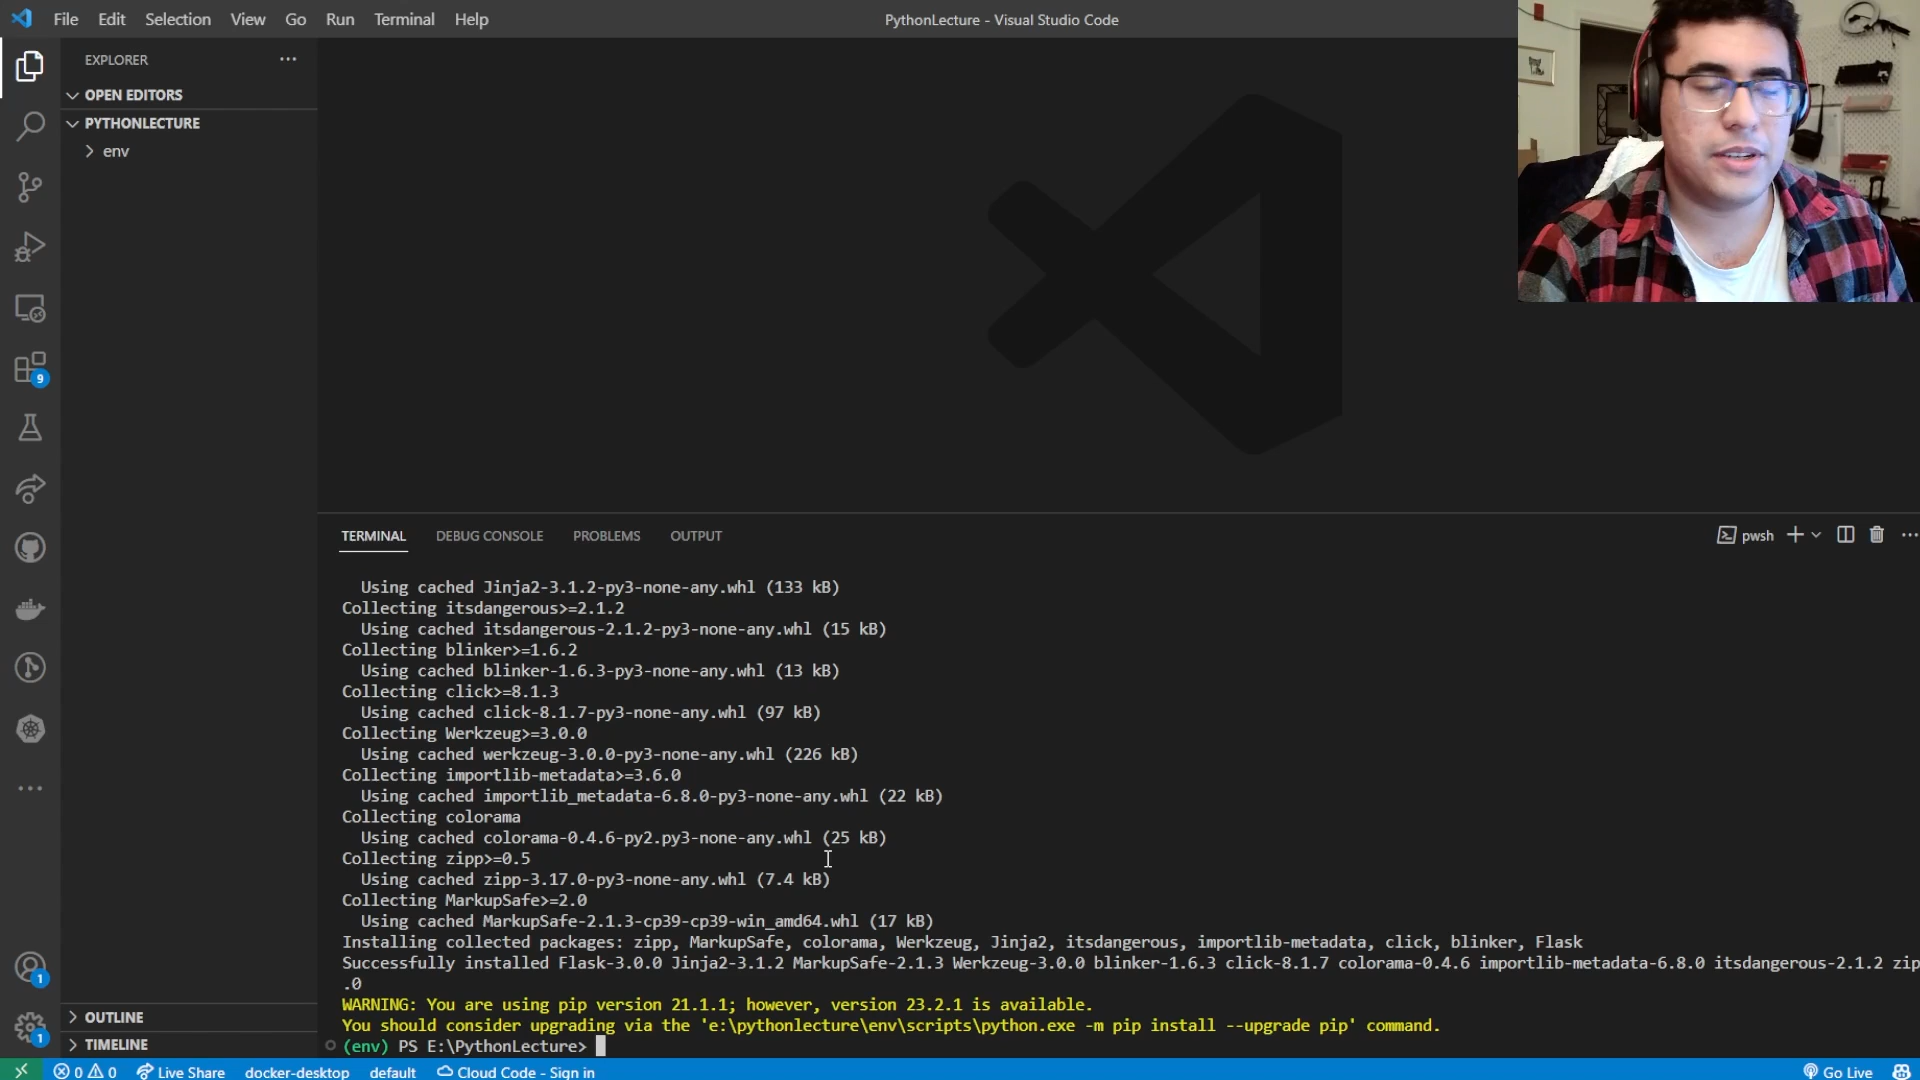 File Edit Selection View Go Run Terminal Help
PythonLecture - Visual Studio Code
EXPLORER
OPEN EDITORS
PYTHONLECTURE
env
9
TERMINAL DEBUG CONSOLE PROBLEMS OUTPUT
pwsh
Using cached Jinja2-3.1.2-py3-none-any.whl (133 kB)
Collecting itsdangerous>=2.1.2
Using cached itsdangerous-2.1.2-py3-none-any.whl (15 kB)
Collecting blinker>=1.6.2
Using cached blinker-1.6.3-py3-none-any.whl (13 kB)
Collecting click>=8.1.3
Using cached click-8.1.7-py3-none-any.whl (97 kB)
Collecting Werkzeug>=3.0.0
Using cached werkzeug-3.0.0-py3-none-any.whl (226 kB)
Collecting importlib-metadata>=3.6.0
Using cached importlib_metadata-6.8.0-py3-none-any.whl (22 kB)
Collecting colorama
Using cached colorama-0.4.6-py2.py3-none-any.whl (25 kB)
Collecting zipp>=0.5
Using cached zipp-3.17.0-py3-none-any.whl (7.4 kB)
Collecting MarkupSafe>=2.0
Using cached MarkupSafe-2.1.3-cp39-cp39-win_amd64.whl (17 kB)
Installing collected packages: zipp, MarkupSafe, colorama, Werkzeug, Jinja2, itsdangerous, importlib-metadata, click, blinker, Flask
Successfully installed Flask-3.0.0 Jinja2-3.1.2 MarkupSafe-2.1.3 Werkzeug-3.0.0 blinker-1.6.3 click-8.1.7 colorama-0.4.6 importlib-metadata-6.8.0 itsdangerous-2.1.2 zip
.0
WARNING: You are using pip version 21.1.1; however, version 23.2.1 is available.
You should consider upgrading via the 'e:\pythonlecture\env\scripts\python.exe -m pip install --upgrade pip' command.
(env) PS E:\PythonLecture>
1
1
OUTLINE
TIMELINE
0 0 Live Share docker-desktop default Cloud Code - Sign in
Go Live